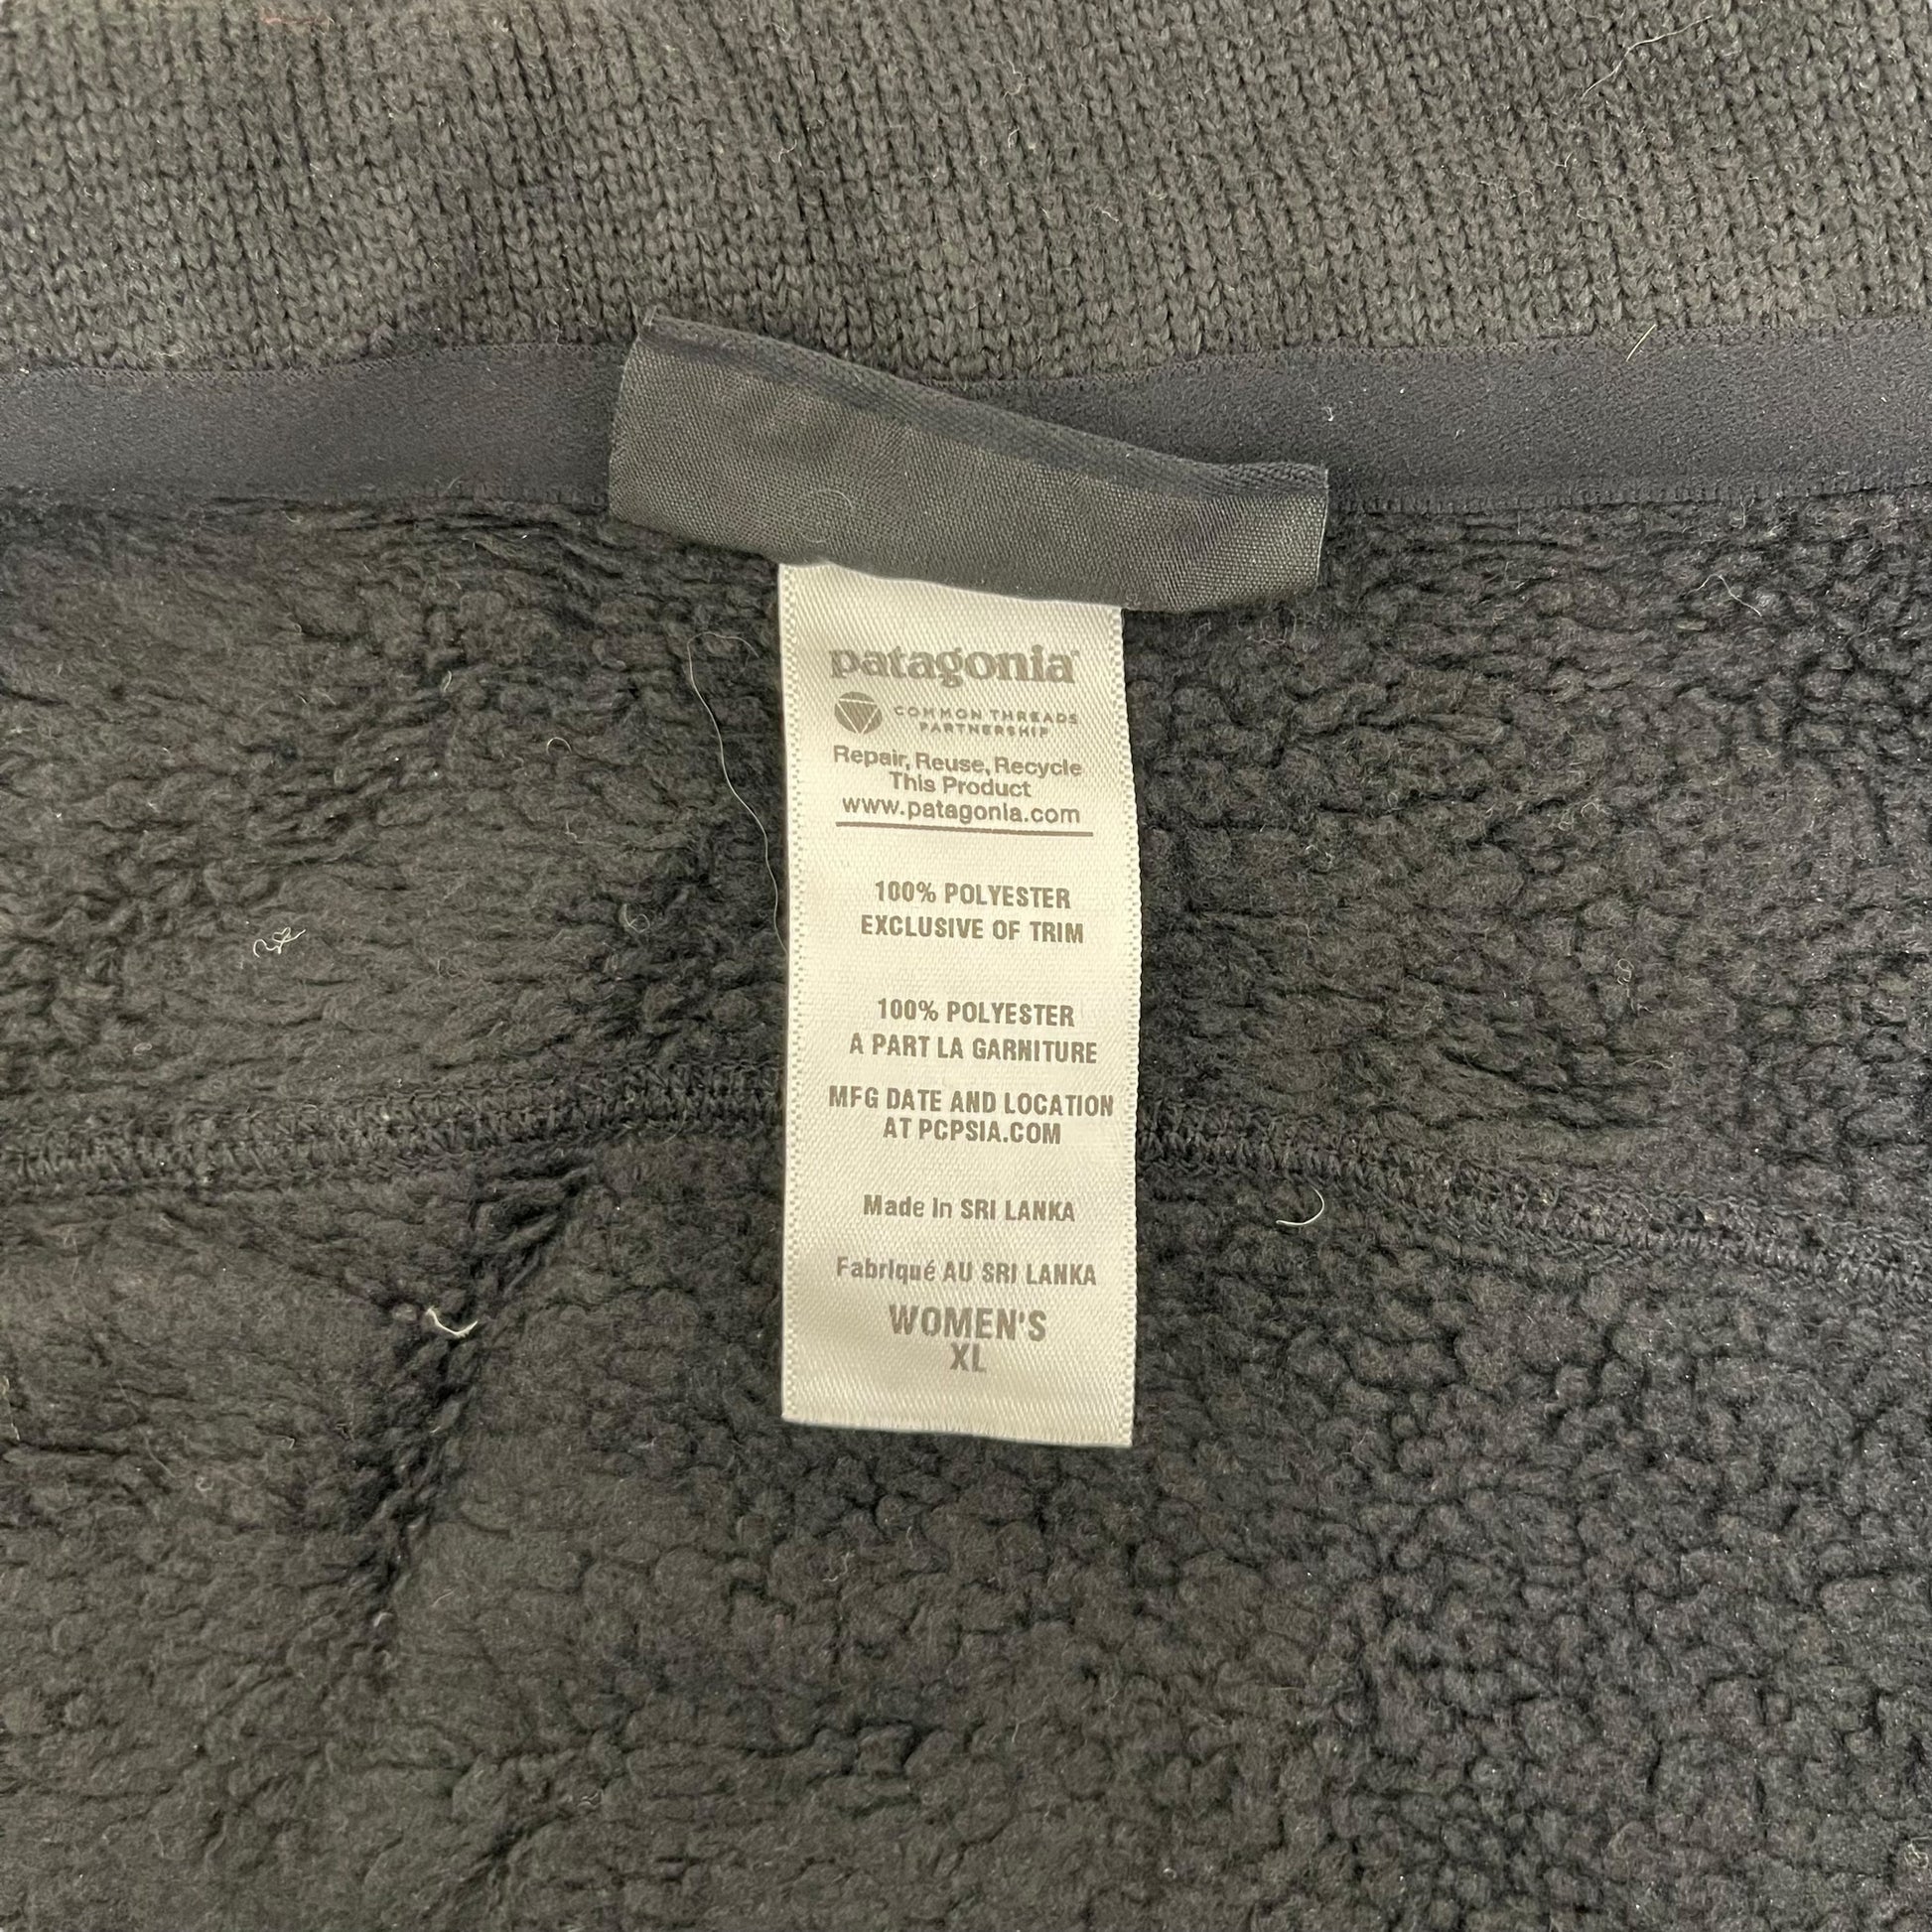 patagonia
COMMON THREADS
PARTNERSHIP
Repair, Reuse, Recycle
This Product
www.patagonia.com
100% POLYESTER
EXCLUSIVE OF TRIM
100% POLYESTER
A PART LA GARNITURE
MFG DATE AND LOCATION
AT PCPSIA.COM
Made in SRI LANKA
Fabriqué AU SRI LANKA
WOMEN'S
XL